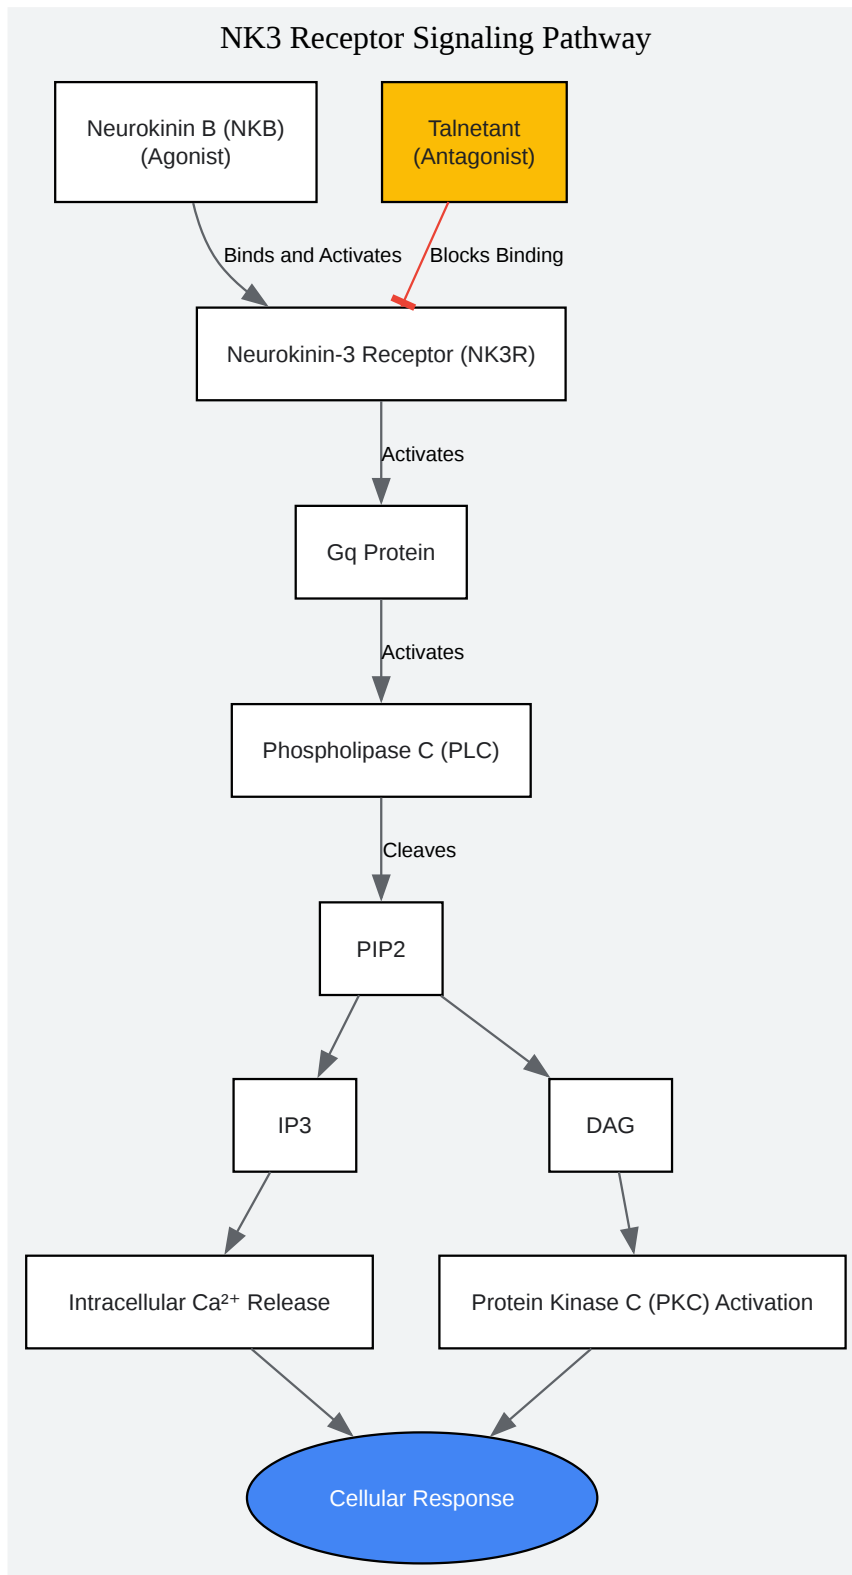 NK3 Receptor Signaling Pathway
Neurokinin B (NKB)
(Agonist)
Talnetant
(Antagonist)
Binds and Activates
Blocks Binding
Neurokinin-3 Receptor (NK3R)
Activates
Gq Protein
Activates
Phospholipase C (PLC)
Cleaves
PIP2
IP3
DAG
Intracellular Ca²⁺ Release
Protein Kinase C (PKC) Activation
Cellular Response